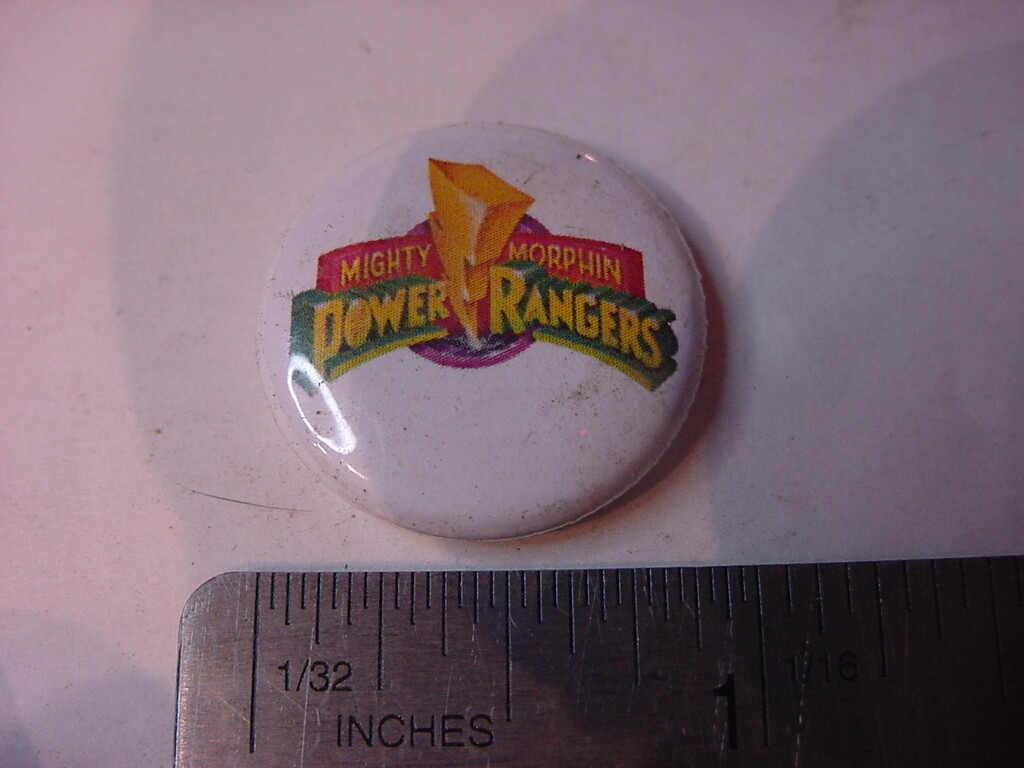 MIGHTY MORPHIN
POWER RANGERS
1/32
1/16
1
INCHES